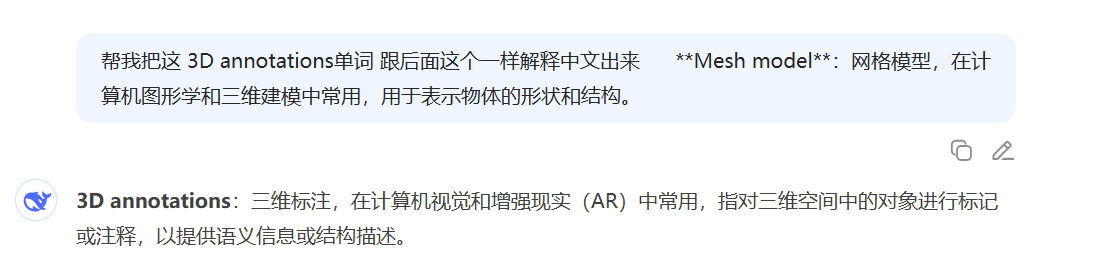 帮我把这 3D annotations单词 跟后面这个一样解释中文出来 **Mesh model**：网格模型，在计
算机图形学和三维建模中常用，用于表示物体的形状和结构。
3D annotations：三维标注，在计算机视觉和增强现实（AR）中常用，指对三维空间中的对象进行标记
或注释，以提供语义信息或结构描述。